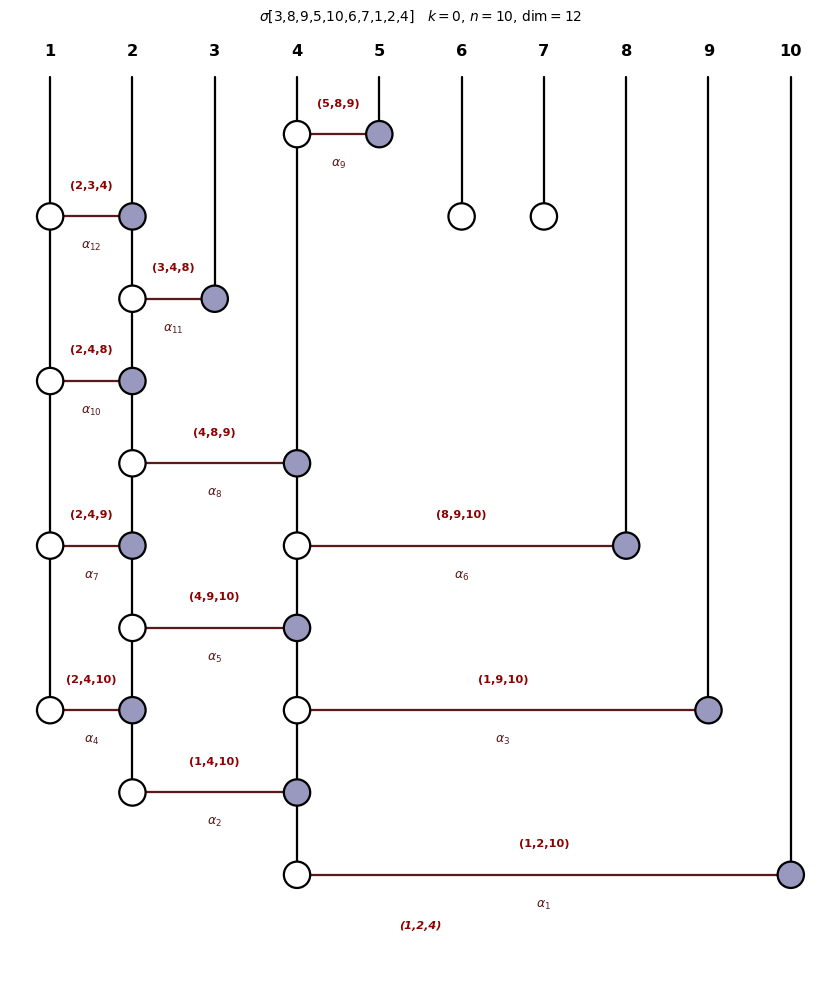 σ[3,8,9,5,10,6,7,1,2,4]   k=0, n=10, dim=12
1 2 3 4 5 6 7 8 9 10
(5,8,9)
α₉
(2,3,4)
α₁₂
(3,4,8)
α₁₁
(2,4,8)
α₁₀
(4,8,9)
α₈
(2,4,9) (8,9,10)
α₇ α₆
(4,9,10)
α₅
(2,4,10) (1,9,10)
α₄ α₃
(1,4,10)
α₂
(1,2,10)
α₁
(1,2,4)